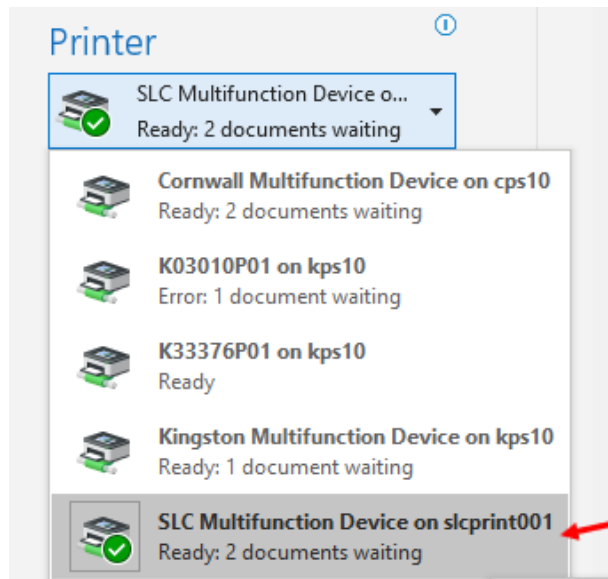 Printer
SLC Multifunction Device o...
Ready: 2 documents waiting
Cornwall Multifunction Device on cps10
Ready: 2 documents waiting
K03010P01 on kps10
Error: 1 document waiting
K33376P01 on kps10
Ready
Kingston Multifunction Device on kps10
Ready: 1 document waiting
SLC Multifunction Device on slcprint001
Ready: 2 documents waiting